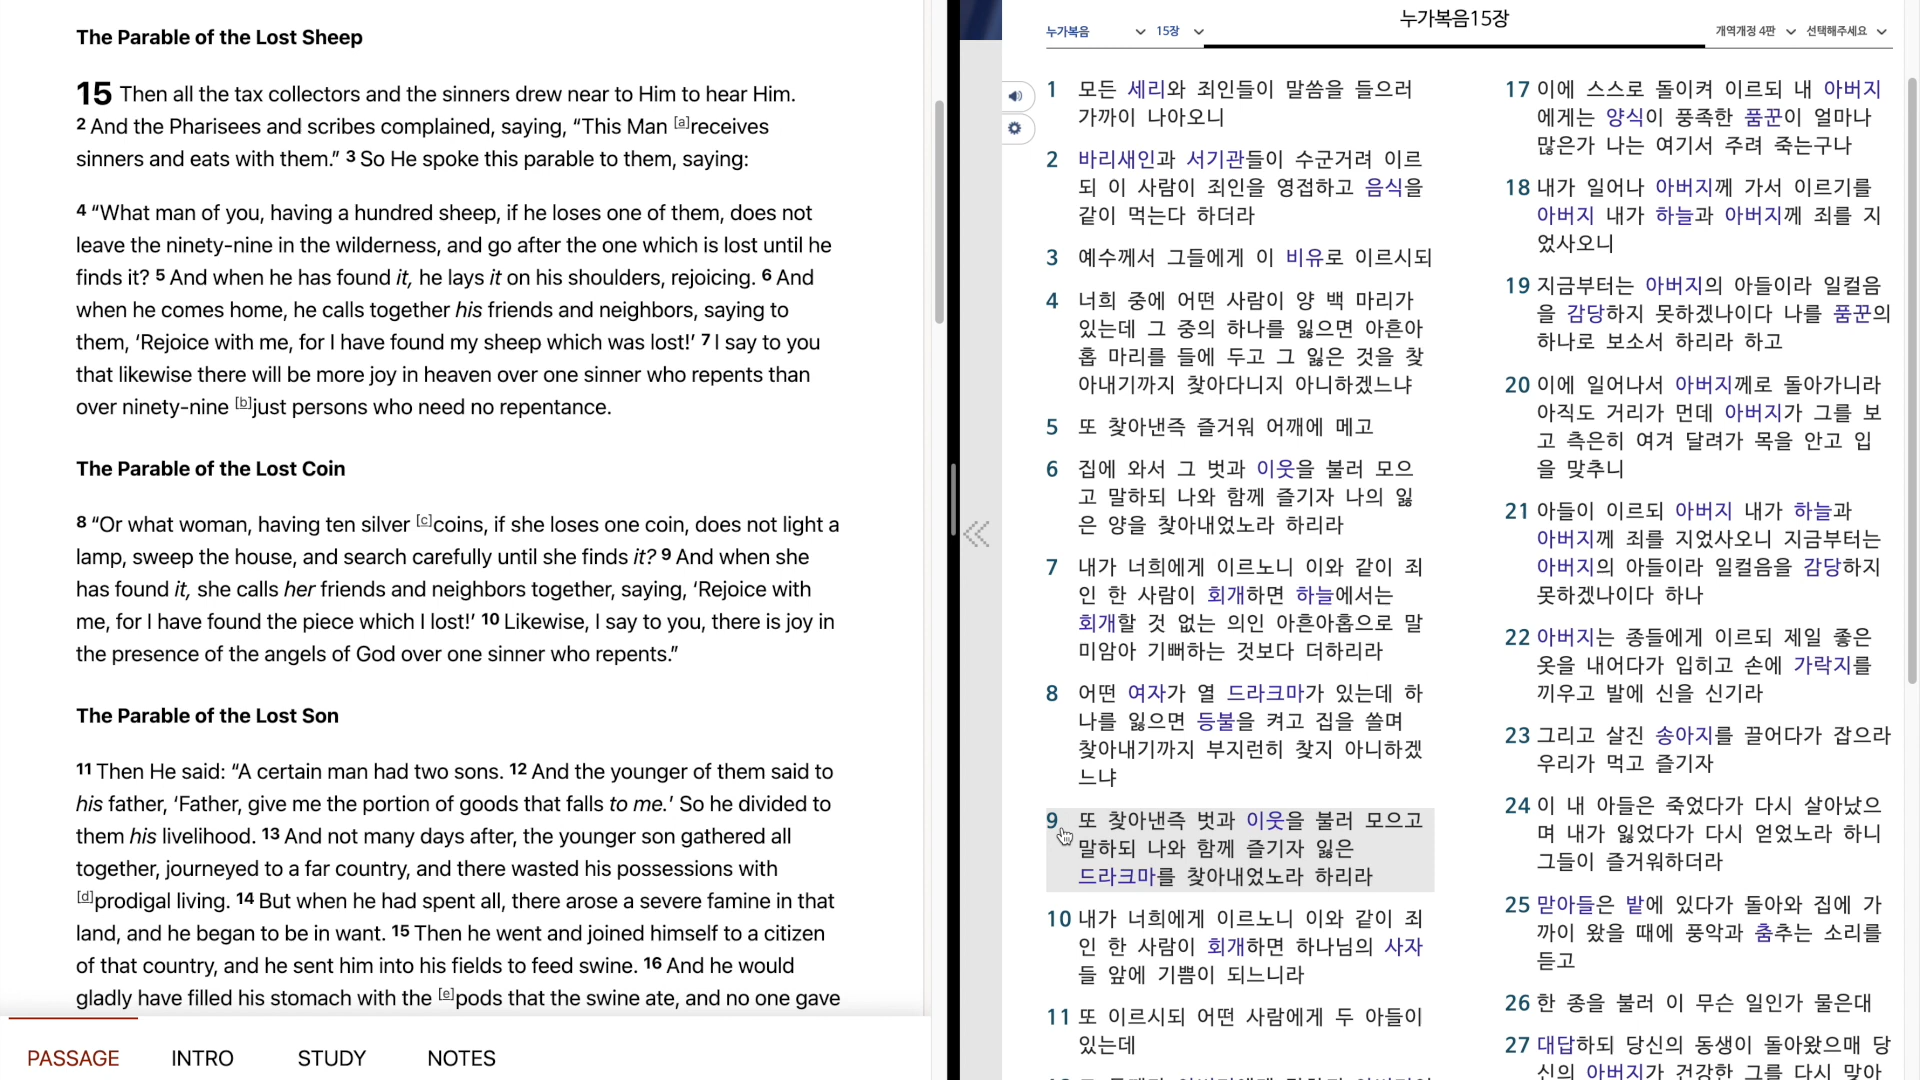 The Parable of the Lost Sheep
15 Then all the tax collectors and the sinners drew near to Him to hear Him.
2 And the Pharisees and scribes complained, saying, “This Man [a]receives
sinners and eats with them.” 3 So He spoke this parable to them, saying:
4 “What man of you, having a hundred sheep, if he loses one of them, does not
leave the ninety-nine in the wilderness, and go after the one which is lost until he
finds it? 5 And when he has found it, he lays it on his shoulders, rejoicing. 6 And
when he comes home, he calls together his friends and neighbors, saying to
them, ‘Rejoice with me, for I have found my sheep which was lost!’ 7 I say to you
that likewise there will be more joy in heaven over one sinner who repents than
over ninety-nine [b]just persons who need no repentance.
The Parable of the Lost Coin
8 “Or what woman, having ten silver [c]coins, if she loses one coin, does not light a
lamp, sweep the house, and search carefully until she finds it? 9 And when she
has found it, she calls her friends and neighbors together, saying, ‘Rejoice with
me, for I have found the piece which I lost!’ 10 Likewise, I say to you, there is joy in
the presence of the angels of God over one sinner who repents.”
The Parable of the Lost Son
11 Then He said: “A certain man had two sons. 12 And the younger of them said to
his father, ‘Father, give me the portion of goods that falls to me.’ So he divided to
them his livelihood. 13 And not many days after, the younger son gathered all
together, journeyed to a far country, and there wasted his possessions with
[d]prodigal living. 14 But when he had spent all, there arose a severe famine in that
land, and he began to be in want. 15 Then he went and joined himself to a citizen
of that country, and he sent him into his fields to feed swine. 16 And he would
gladly have filled his stomach with the [e]pods that the swine ate, and no one gave
PASSAGE INTRO STUDY NOTES
누가복음15장
누가복음 15장 개역개정 4판 선택해주세요
1 모든 세리와 죄인들이 말씀을 들으러
가까이 나아오니
2 바리새인과 서기관들이 수군거려 이르
되 이 사람이 죄인을 영접하고 음식을
같이 먹는다 하더라
3 예수께서 그들에게 이 비유로 이르시되
4 너희 중에 어떤 사람이 양 백 마리가
있는데 그 중의 하나를 잃으면 아흔아
홉 마리를 들에 두고 그 잃은 것을 찾
아내기까지 찾아다니지 아니하겠느냐
5 또 찾아낸즉 즐거워 어깨에 메고
6 집에 와서 그 벗과 이웃을 불러 모으
고 말하되 나와 함께 즐기자 나의 잃
은 양을 찾아내었노라 하리라
7 내가 너희에게 이르노니 이와 같이 죄
인 한 사람이 회개하면 하늘에서는
회개할 것 없는 의인 아흔아홉으로 말
미암아 기뻐하는 것보다 더하리라
8 어떤 여자가 열 드라크마가 있는데 하
나를 잃으면 등불을 켜고 집을 쓸며
찾아내기까지 부지런히 찾지 아니하겠
느냐
9 또 찾아낸즉 벗과 이웃을 불러 모으고
말하되 나와 함께 즐기자 잃은
드라크마를 찾아내었노라 하리라
10 내가 너희에게 이르노니 이와 같이 죄
인 한 사람이 회개하면 하나님의 사자
들 앞에 기쁨이 되느니라
11 또 이르시되 어떤 사람에게 두 아들이
있는데
17 이에 스스로 돌이켜 이르되 내 아버지
에게는 양식이 풍족한 품꾼이 얼마나
많은가 나는 여기서 주려 죽는구나
18 내가 일어나 아버지께 가서 이르기를
아버지 내가 하늘과 아버지께 죄를 지
었사오니
19 지금부터는 아버지의 아들이라 일컬음
을 감당하지 못하겠나이다 나를 품꾼의
하나로 보소서 하리라 하고
20 이에 일어나서 아버지께로 돌아가니라
아직도 거리가 먼데 아버지가 그를 보
고 측은히 여겨 달려가 목을 안고 입
을 맞추니
21 아들이 이르되 아버지 내가 하늘과
아버지께 죄를 지었사오니 지금부터는
아버지의 아들이라 일컬음을 감당하지
못하겠나이다 하나
22 아버지는 종들에게 이르되 제일 좋은
옷을 내어다가 입히고 손에 가락지를
끼우고 발에 신을 신기라
23 그리고 살진 송아지를 끌어다가 잡으라
우리가 먹고 즐기자
24 이 내 아들은 죽었다가 다시 살아났으
며 내가 잃었다가 다시 얻었노라 하니
그들이 즐거워하더라
25 맏아들은 밭에 있다가 돌아와 집에 가
까이 왔을 때에 풍악과 춤추는 소리를
듣고
26 한 종을 불러 이 무슨 일인가 물은대
27 대답하되 당신의 동생이 돌아왔으매 당
신의 아버지가 건강한 그를 다시 맞아